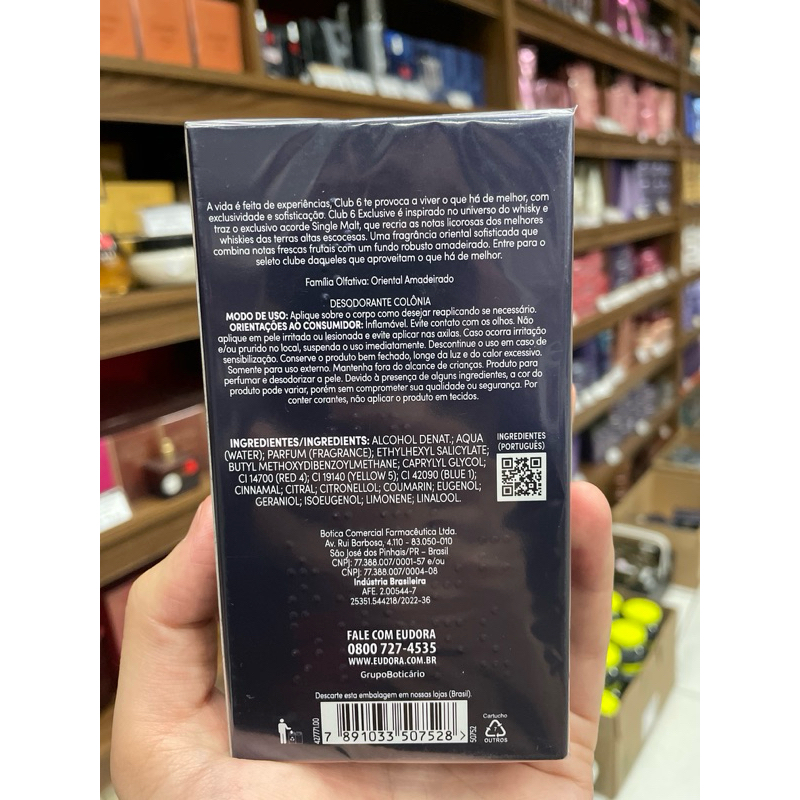 A vida é feita de experiências, Club 6 te provoca a viver o que há de melhor, com
exclusividade e sofisticação. Club 6 Exclusive é inspirado no universo do whisky e
traz o exclusivo acorde Single Malt, que recria as notas licorosas dos melhores
whiskies das terras altas escocesas. Uma fragrância oriental sofisticada que
combina notas frescas frutais com um fundo robusto amadeirado. Entre para o
seleto clube daqueles que aproveitam o que há de melhor.
Família Olfativa: Oriental Amadeirado
DESODORANTE COLÔNIA
MODO DE USO: Aplique sobre o corpo como desejar reaplicando se necessário.
ORIENTAÇÕES AO CONSUMIDOR: Inflamável. Evite contato com os olhos. Não
aplique em pele irritada ou lesionada e evite aplicar nas axilas. Caso ocorra irritação
e/ou prurido no local, suspenda o uso imediatamente. Descontinue o uso em caso de
sensibilização. Conserve o produto bem fechado, longe da luz e do calor excessivo.
Somente para uso externo. Mantenha fora do alcance de crianças. Produto para
perfumar e desodorizar a pele. Devido à presença de alguns ingredientes, a cor do
produto pode variar, porém sem comprometer sua qualidade ou segurança. Por
conter corantes, não aplicar o produto em tecidos.
INGREDIENTES/INGREDIENTS: ALCOHOL DENAT.; AQUA
(WATER); PARFUM (FRAGRANCE); ETHYLHEXYL SALICYLATE;
BUTYL METHOXYDIBENZOYLMETHANE; CAPRYLYL GLYCOL;
CI 14700 (RED 4); CI 19140 (YELLOW 5); CI 42090 (BLUE 1);
CINNAMAL; CITRAL; CITRONELLOL; COUMARIN; EUGENOL;
GERANIOL; ISOEUGENOL; LIMONENE; LINALOOL.
INGREDIENTES
(PORTUGUÊS)
Botica Comercial Farmacêutica Ltda.
Av. Rui Barbosa, 4.110 - 83.050-010
São José dos Pinhais/PR – Brasil
CNPJ: 77.388.007/0001-57 e/ou
CNPJ: 77.388.007/0004-08
Indústria Brasileira
AFE. 2.00544-7
25351.544218/2022-36
FALE COM EUDORA
0800 727-4535
WWW.EUDORA.COM.BR
GrupoBoticário
Descarte esta embalagem em nossas lojas (Brasil).
427771.00
7 891033 507528 >
50752
Cartucho
OUTROS